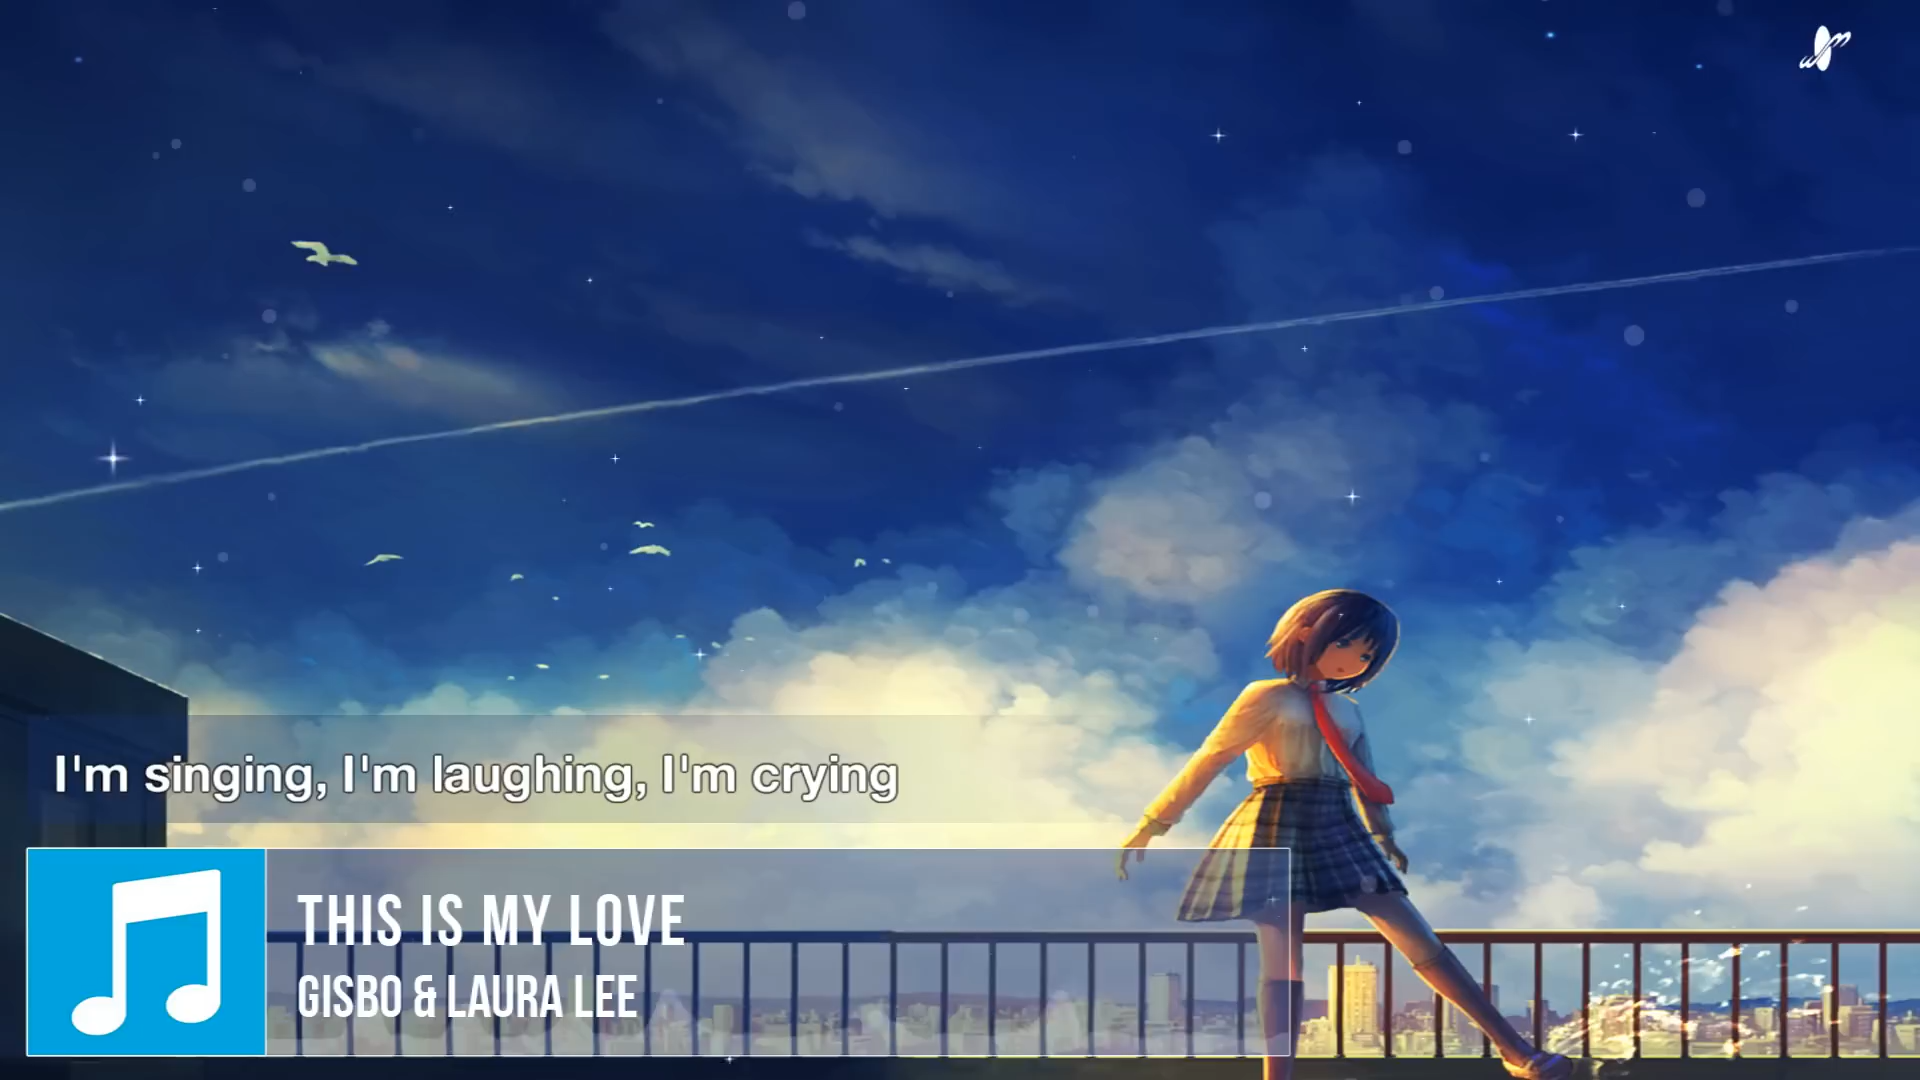 I'm singing, I'm laughing, I'm crying
THIS IS MY LOVE
GISBO & LAURA LEE